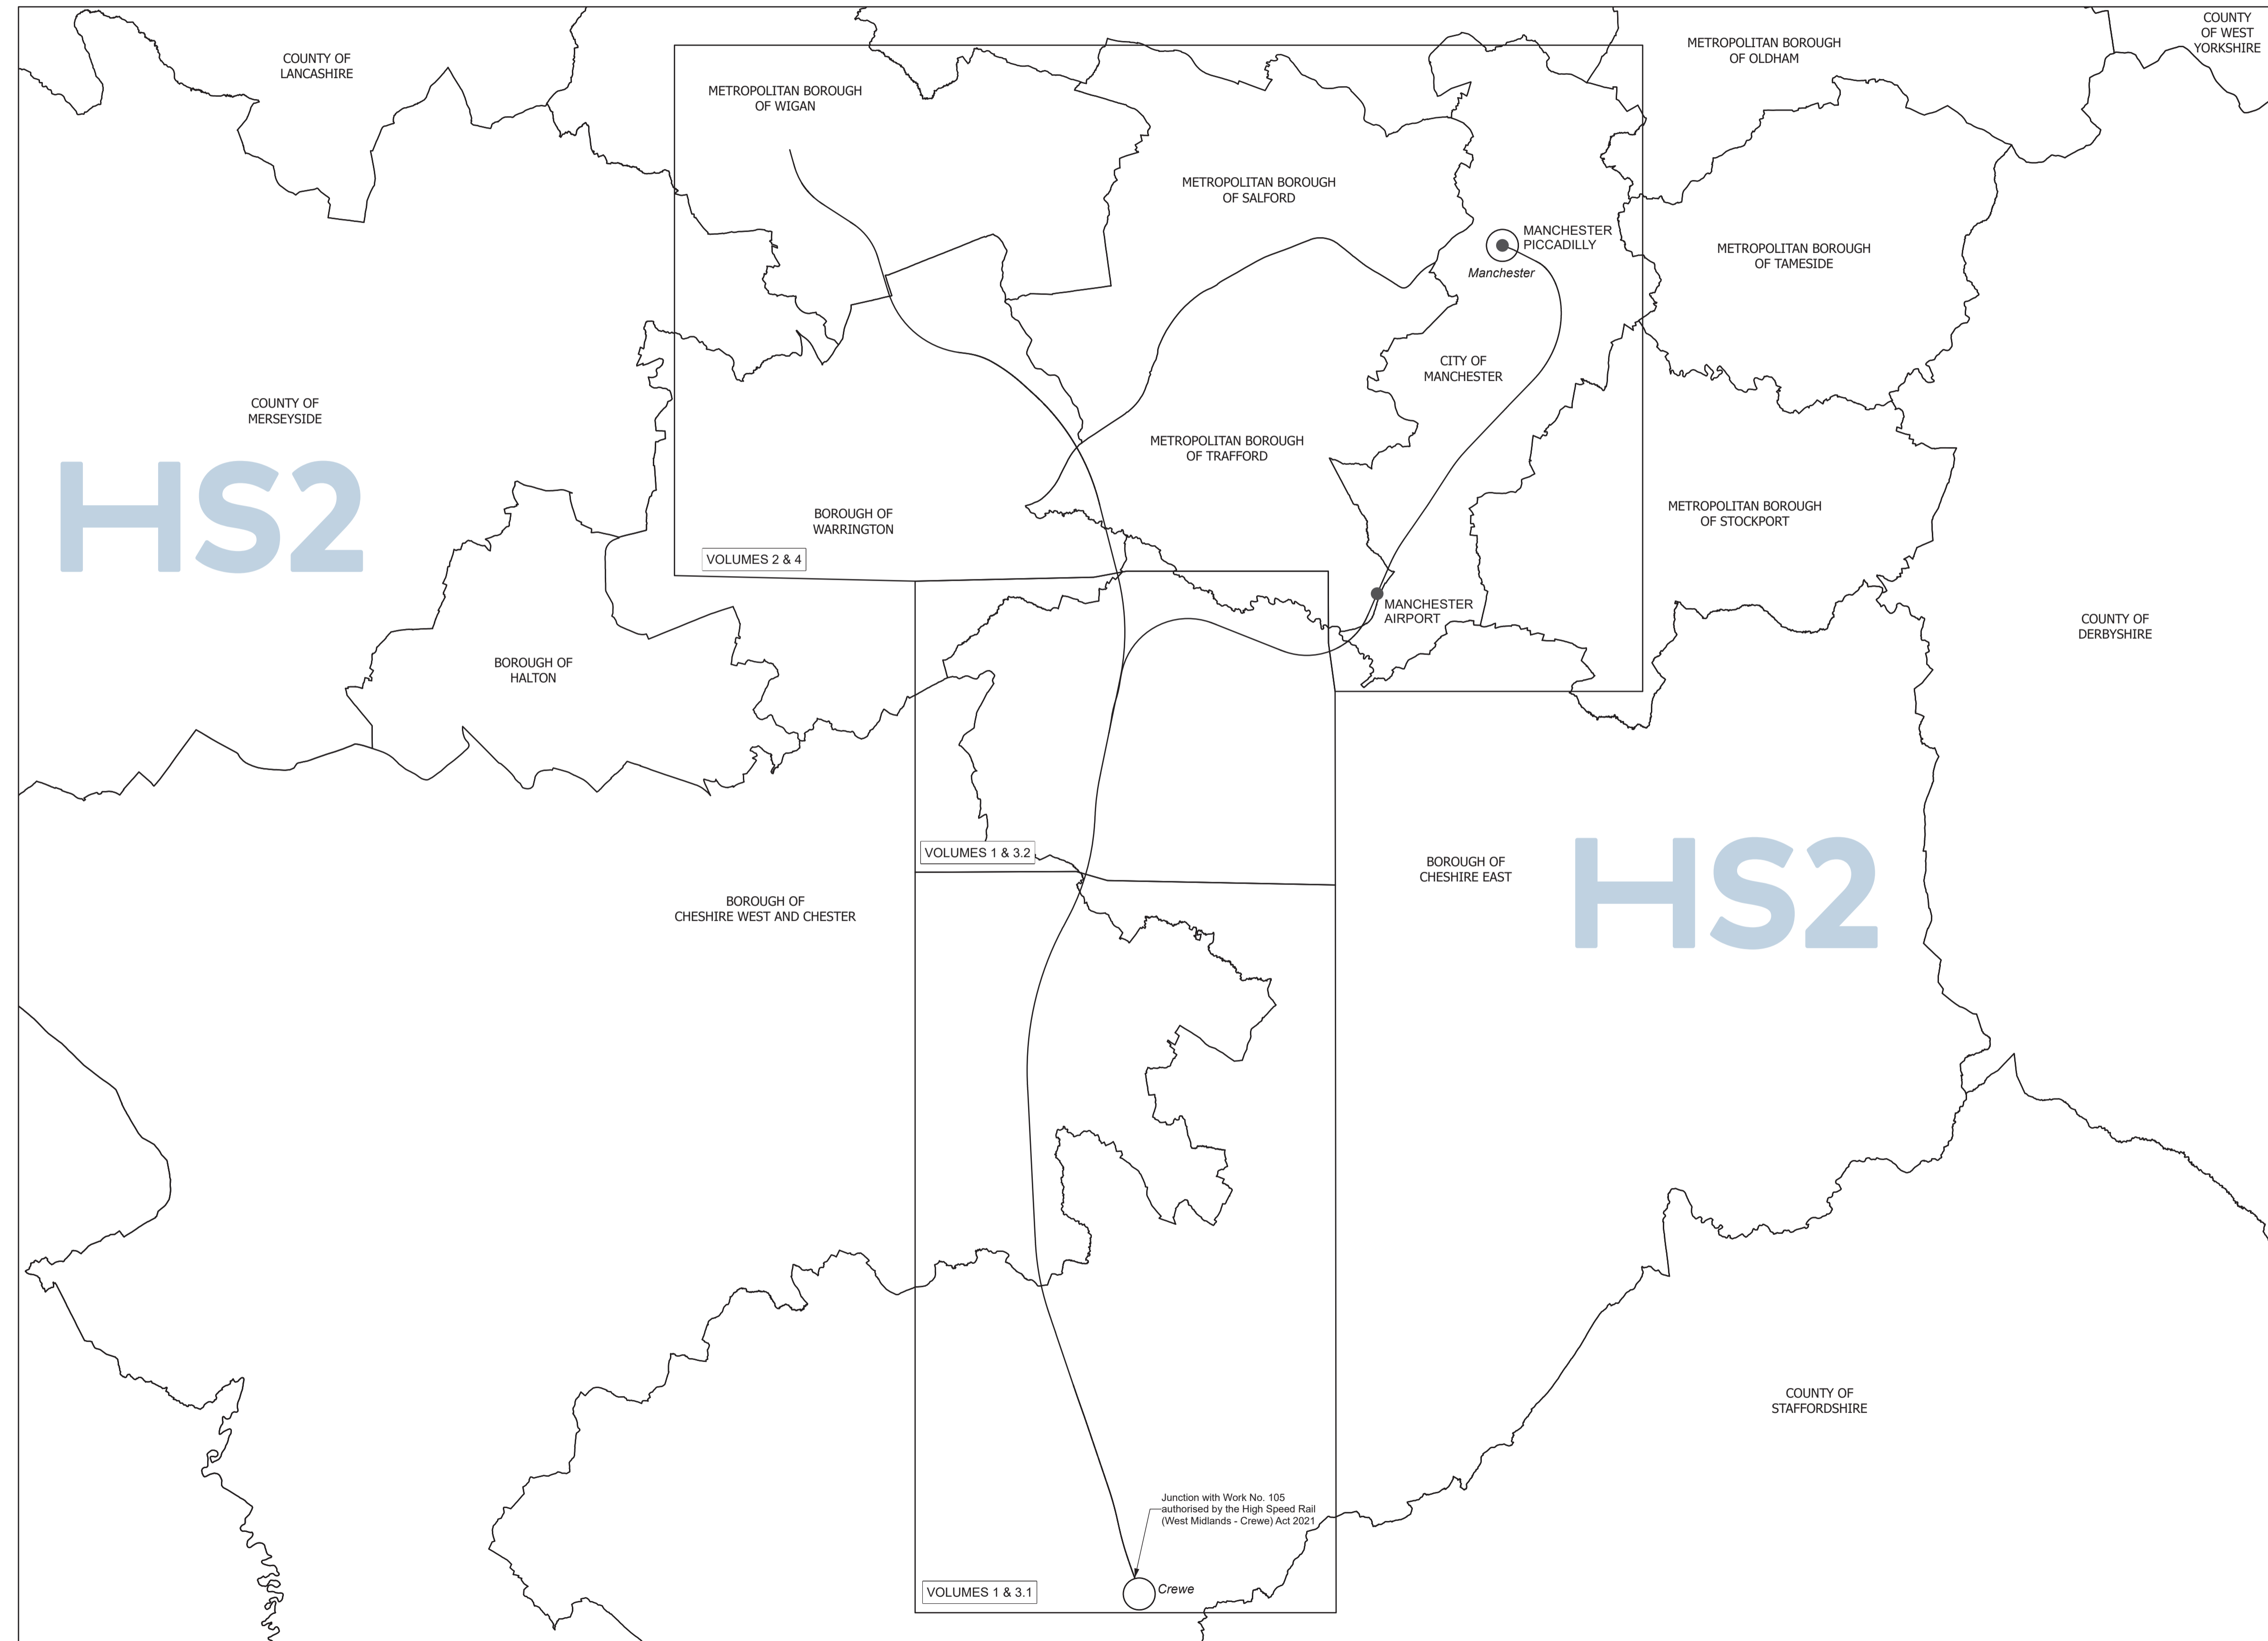 COUNTY
OF WEST
YORKSHIRE
METROPOLITAN BOROUGH
OF OLDHAM
COUNTY OF
LANCASHIRE
METROPOLITAN BOROUGH
OF WIGAN
METROPOLITAN BOROUGH
OF SALFORD
MANCHESTER
PICCADILLY
Manchester
METROPOLITAN BOROUGH
OF TAMESIDE
CITY OF
MANCHESTER
COUNTY OF
MERSEYSIDE
METROPOLITAN BOROUGH
OF TRAFFORD
HS2
BOROUGH OF
WARRINGTON
METROPOLITAN BOROUGH
OF STOCKPORT
VOLUMES 2 & 4
MANCHESTER
AIRPORT
COUNTY OF
DERBYSHIRE
BOROUGH OF
HALTON
VOLUMES 1 & 3.2
BOROUGH OF
CHESHIRE EAST
HS2
BOROUGH OF
CHESHIRE WEST AND CHESTER
COUNTY OF
STAFFORDSHIRE
Junction with Work No. 105
authorised by the High Speed Rail
(West Midlands - Crewe) Act 2021
VOLUMES 1 & 3.1
Crewe